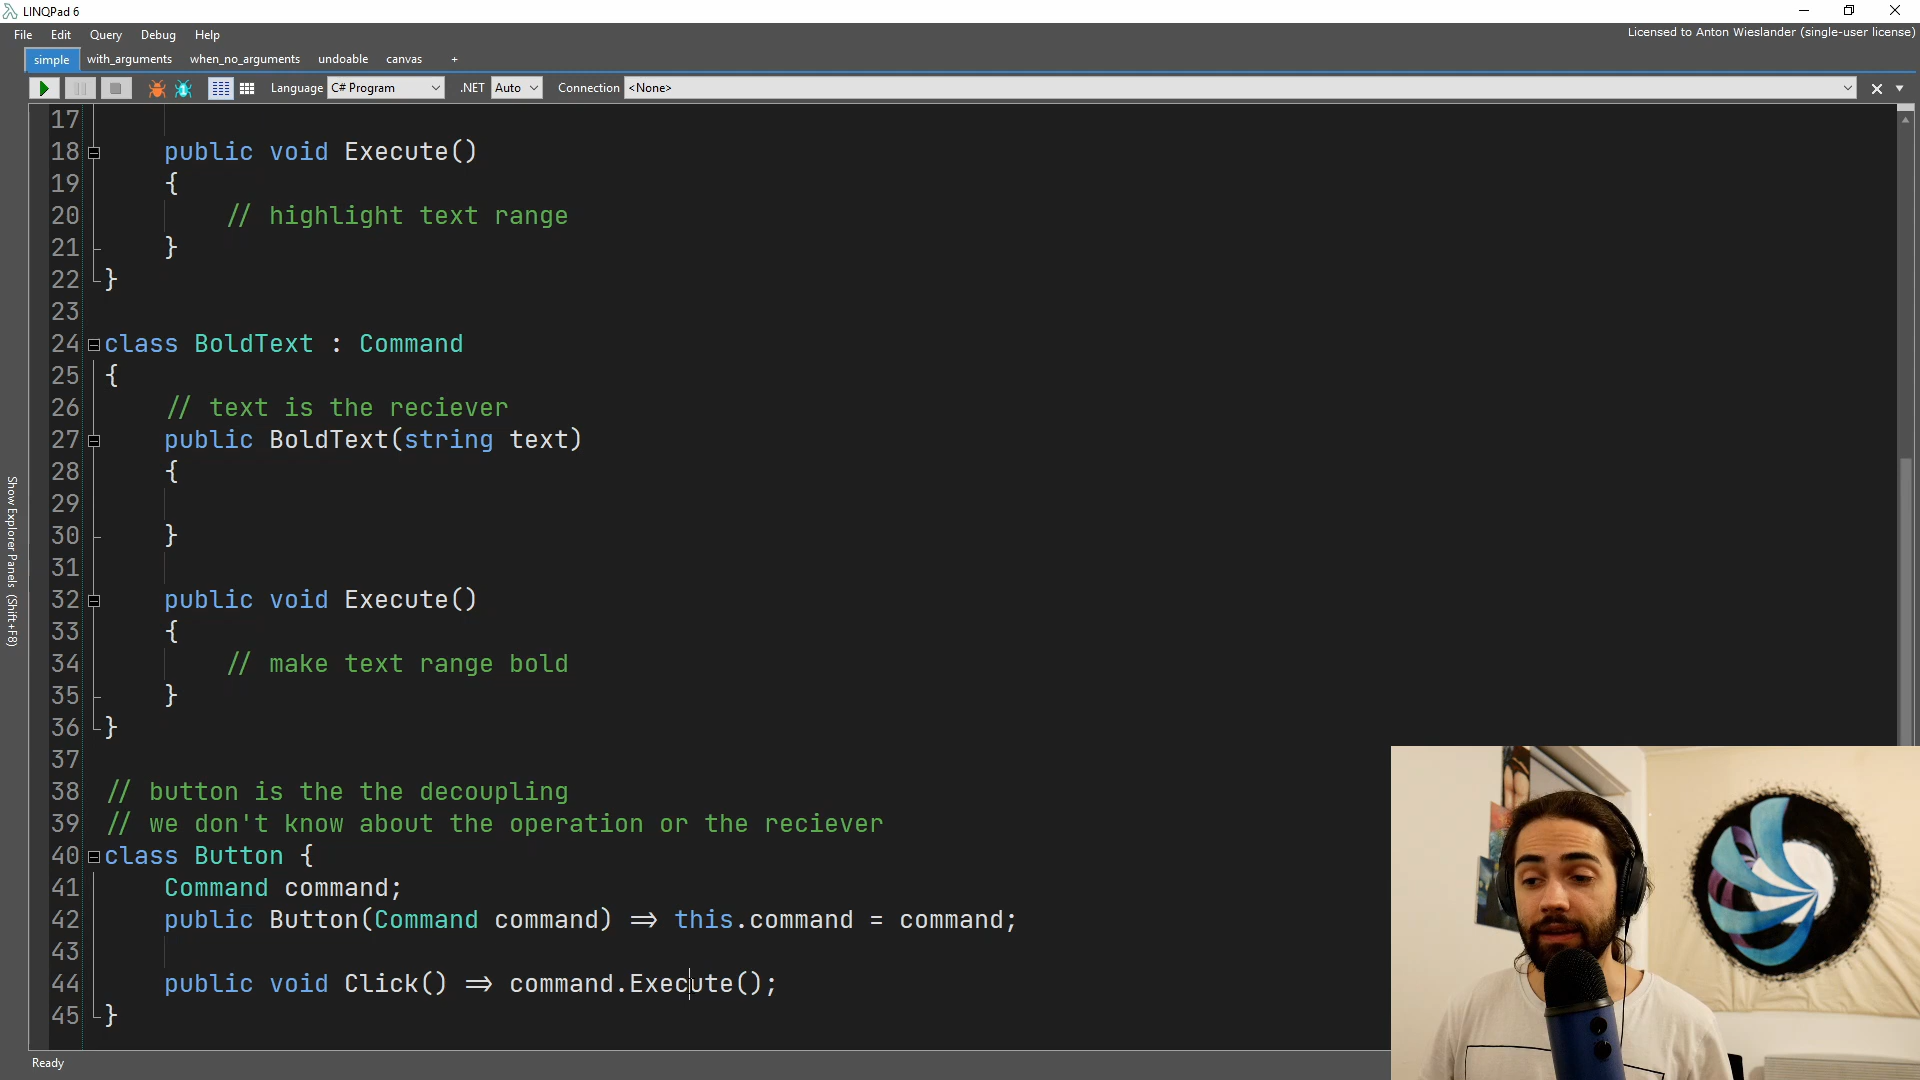 LINQPad 6
File Edit Query Debug Help
Licensed to Anton Wieslander (single-user license)
simple with_arguments when_no_arguments undoable canvas +
Language C# Program .NET Auto Connection <None>
Show Explorer Panels (Shift+F8)
17
18 public void Execute()
19 {
20 // highlight text range
21 }
22 }
23
24 class BoldText : Command
25 {
26 // text is the reciever
27 public BoldText(string text)
28 {
29
30 }
31
32 public void Execute()
33 {
34 // make text range bold
35 }
36 }
37
38 // button is the the decoupling
39 // we don't know about the operation or the reciever
40 class Button {
41 Command command;
42 public Button(Command command) => this.command = command;
43
44 public void Click() => command.Execute();
45 }
Ready